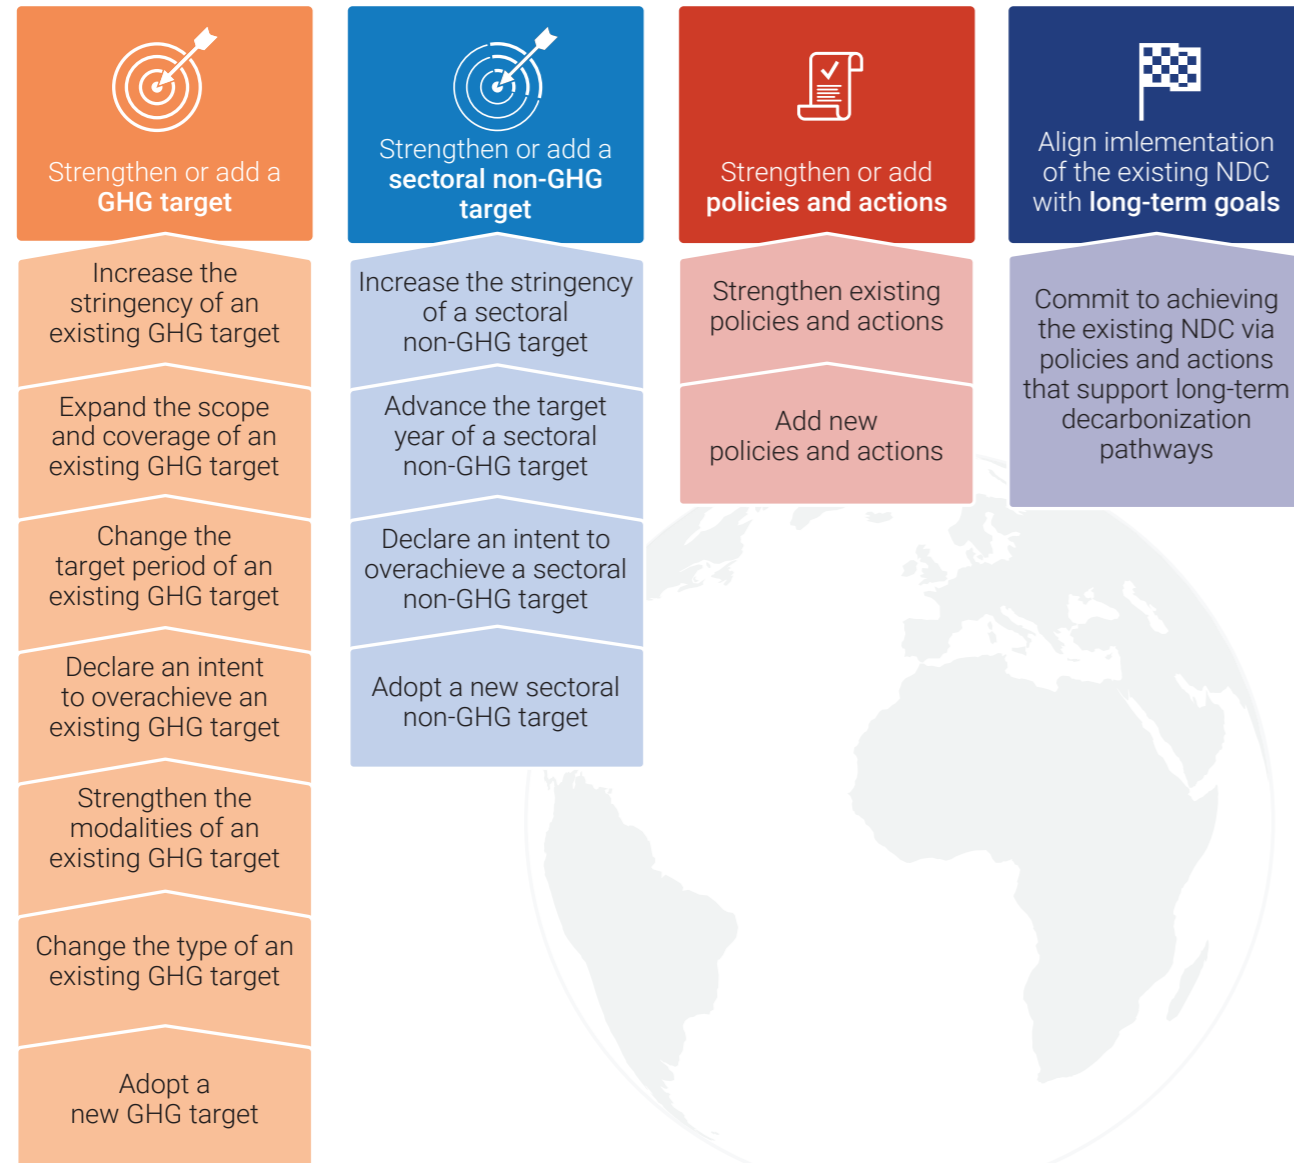 Strengthen or add a
GHG target
Increase the
stringency of an
existing GHG target
Expand the scope
and coverage of an
existing GHG target
Change the
target period of an
existing GHG target
Declare an intent
to overachieve an
existing GHG target
Strengthen the
modalities of an
existing GHG target
Change the type of an
existing GHG target
Adopt a
new GHG target
Strengthen or add a
sectoral non-GHG
target
Increase the stringency
of a sectoral
non-GHG target
Advance the target
year of a sectoral
non-GHG target
Declare an intent to
overachieve a sectoral
non-GHG target
Adopt a new sectoral
non-GHG target
Strengthen or add
policies and actions
Strengthen existing
policies and actions
Add new
policies and actions
Align imlementation
of the existing NDC
with long-term goals
Commit to achieving
the existing NDC via
policies and actions
that support long-term
decarbonization
pathways